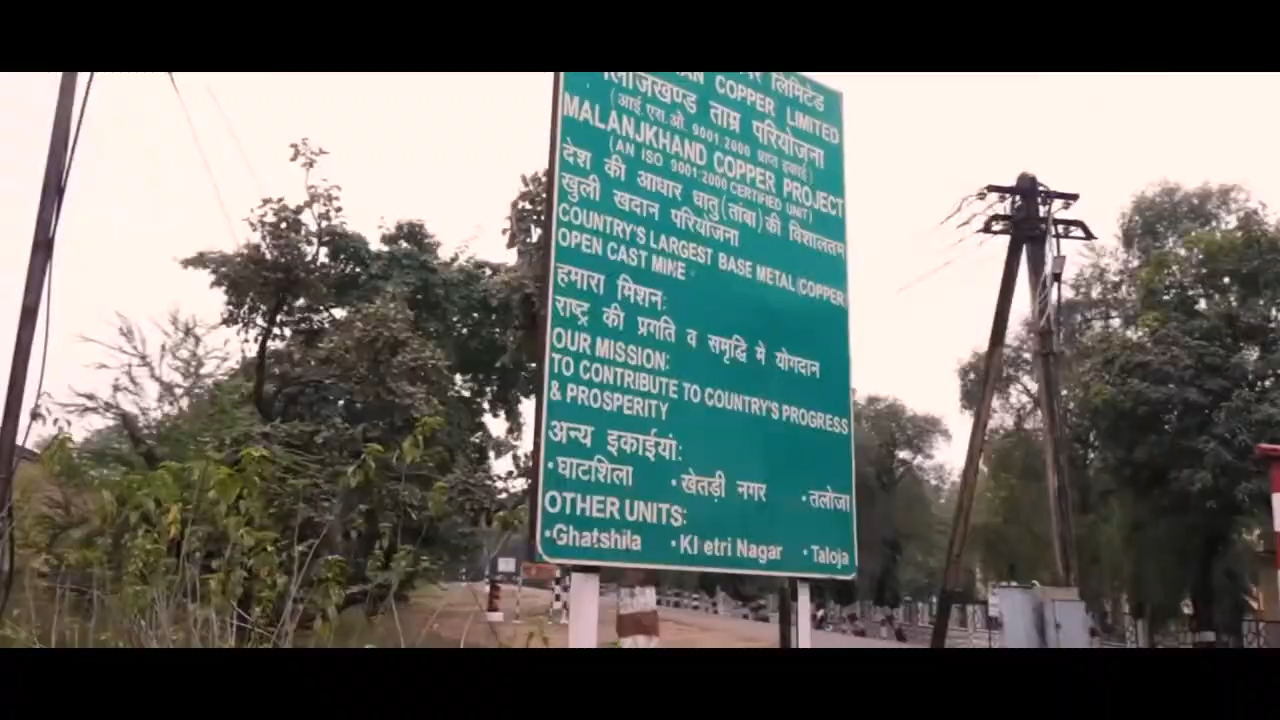 लिमिटेड
COPPER LIMITED
ताम्र परियोजना
(आई.एस.ओ. 9001:2000 प्राप्त इकाई)
MALANJKHAND COPPER PROJECT
(AN ISO 9001:2000 CERTIFIED UNIT)
देश की आधार धातु(तांबा) की विशालतम
खुली खदान परियोजना
COUNTRY'S LARGEST BASE METAL (COPPER
OPEN CAST MINE
हमारा मिशन:
राष्ट्र की प्रगति व समृद्धि मे योगदान
OUR MISSION:
TO CONTRIBUTE TO COUNTRY'S PROGRESS
& PROSPERITY
अन्य इकाईयां:
•घाटशिला •खेतड़ी नगर •तलोजा
OTHER UNITS:
•Ghatshila •Kl etri Nagar •Taloja